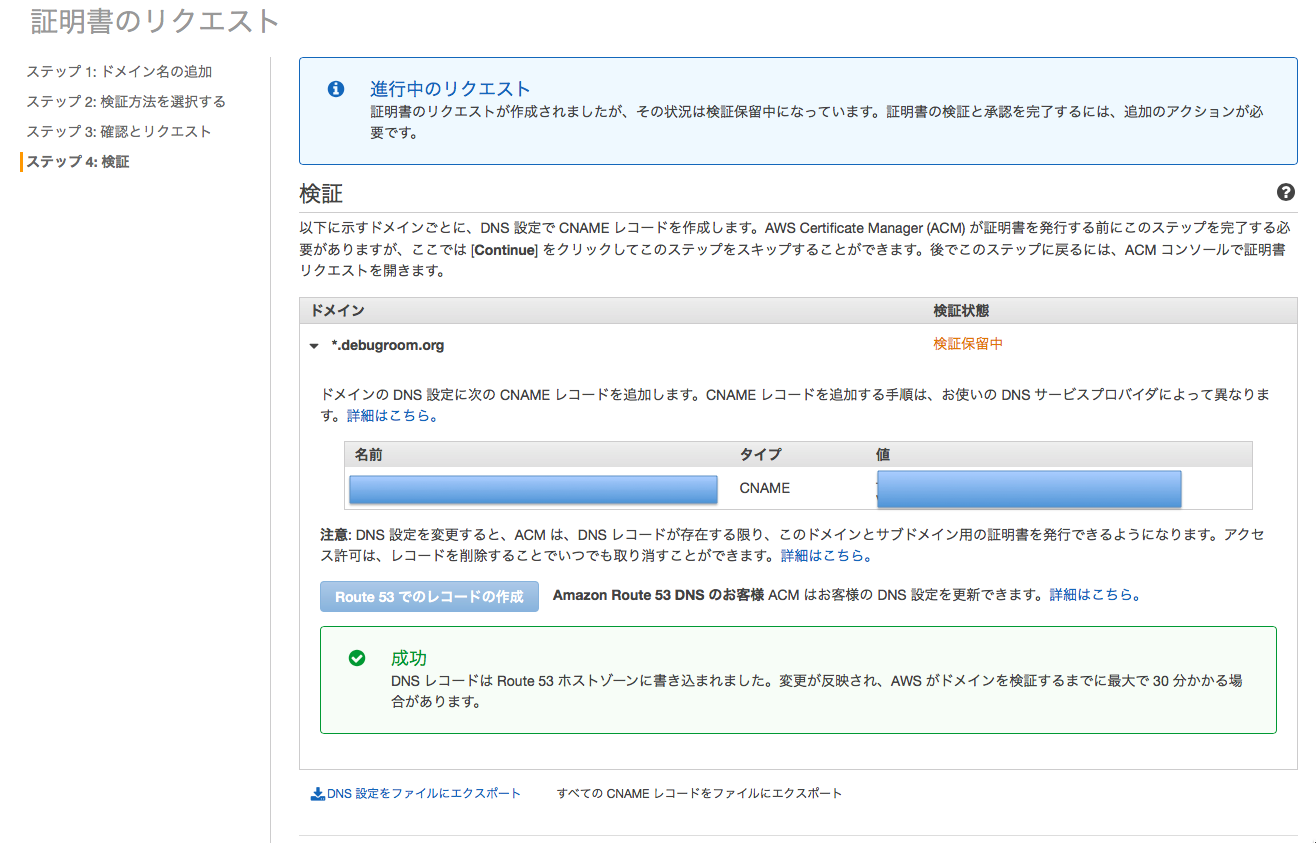 証明書のリクエスト
ステップ 1: ドメイン名の追加
ステップ 2: 検証方法を選択する
ステップ 3: 確認とリクエスト
ステップ 4: 検証
進行中のリクエスト
証明書のリクエストが作成されましたが、その状況は検証保留中になっています。証明書の検証と承認を完了するには、追加のアクションが必
要です。
検証
以下に示すドメインごとに、DNS 設定で CNAME レコードを作成します。AWS Certificate Manager (ACM) が証明書を発行する前にこのステップを完了する必
要がありますが、ここでは [Continue] をクリックしてこのステップをスキップすることができます。後でこのステップに戻るには、ACM コンソールで証明書
リクエストを開きます。
ドメイン 検証状態
*.debugroom.org 検証保留中
ドメインの DNS 設定に次の CNAME レコードを追加します。CNAME レコードを追加する手順は、お使いの DNS サービスプロバイダによって異なりま
す。詳細はこちら。
名前 タイプ 値
CNAME
注意: DNS 設定を変更すると、ACM は、DNS レコードが存在する限り、このドメインとサブドメイン用の証明書を発行できるようになります。アクセ
ス許可は、レコードを削除することでいつでも取り消すことができます。詳細はこちら。
Route 53 でのレコードの作成 Amazon Route 53 DNS のお客様 ACM はお客様の DNS 設定を更新できます。詳細はこちら。
成功
DNS レコードは Route 53 ホストゾーンに書き込まれました。変更が反映され、AWS がドメインを検証するまでに最大で 30 分かかる場
合があります。
DNS 設定をファイルにエクスポート すべての CNAME レコードをファイルにエクスポート